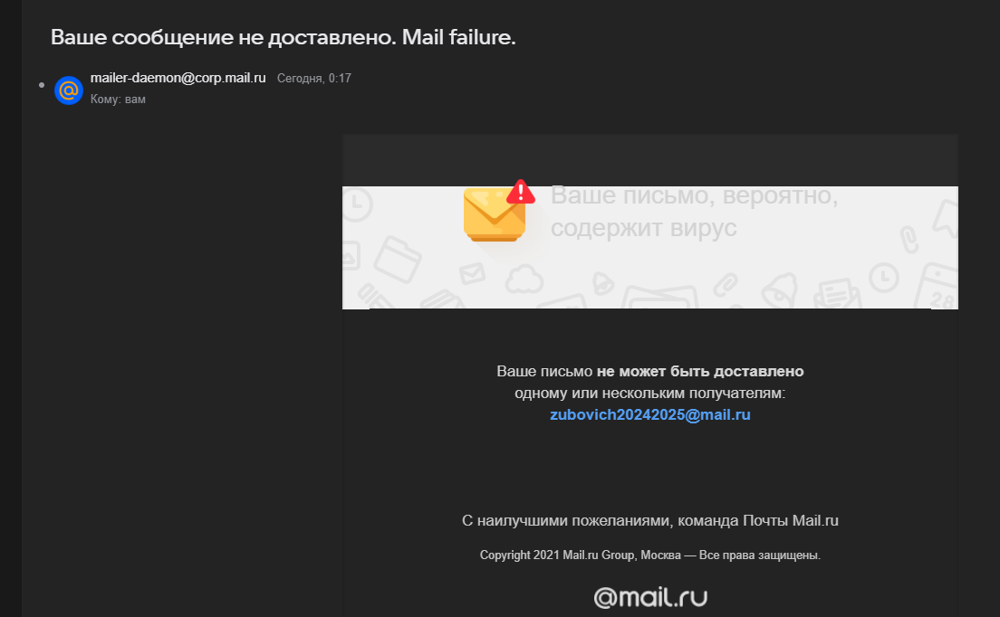 Ваше сообщение не доставлено. Mail failure.
mailer-daemon@corp.mail.ru Сегодня, 0:17
Кому: вам
Ваше письмо, вероятно,
содержит вирус
28
Ваше письмо не может быть доставлено
одному или нескольким получателям:
zubovich20242025@mail.ru
С наилучшими пожеланиями, команда Почты Mail.ru
Copyright 2021 Mail.ru Group, Москва — Все права защищены.
@mail.ru